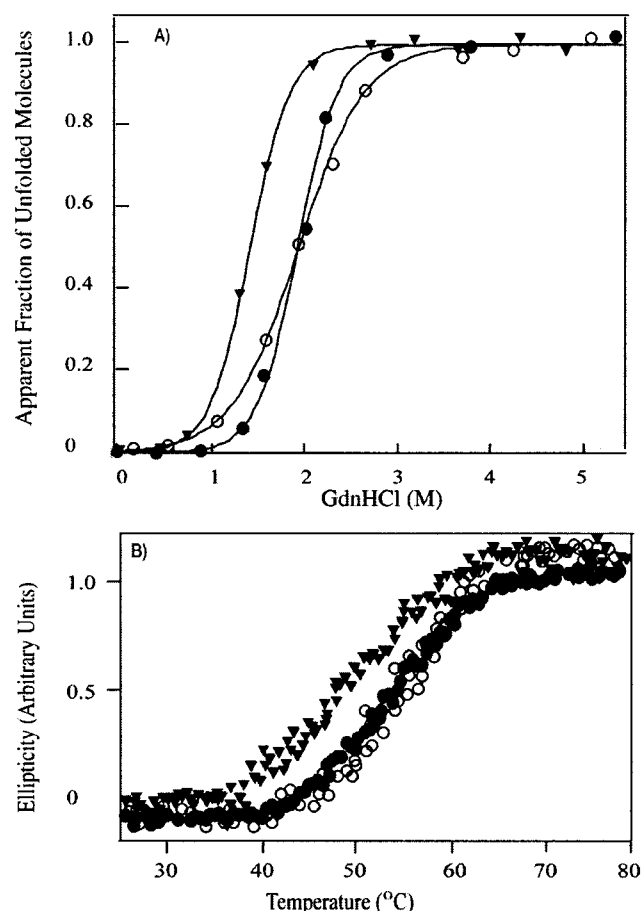 A)
Apparent Fraction of Unfolded Molecules
1.0
0.8
0.6
0.4
0.2
0
0 1 2 3 4 5
GdnHCl (M)
B)
Ellipticity (Arbitrary Units)
1.0
0.5
0
30 40 50 60 70 80
Temperature (°C)